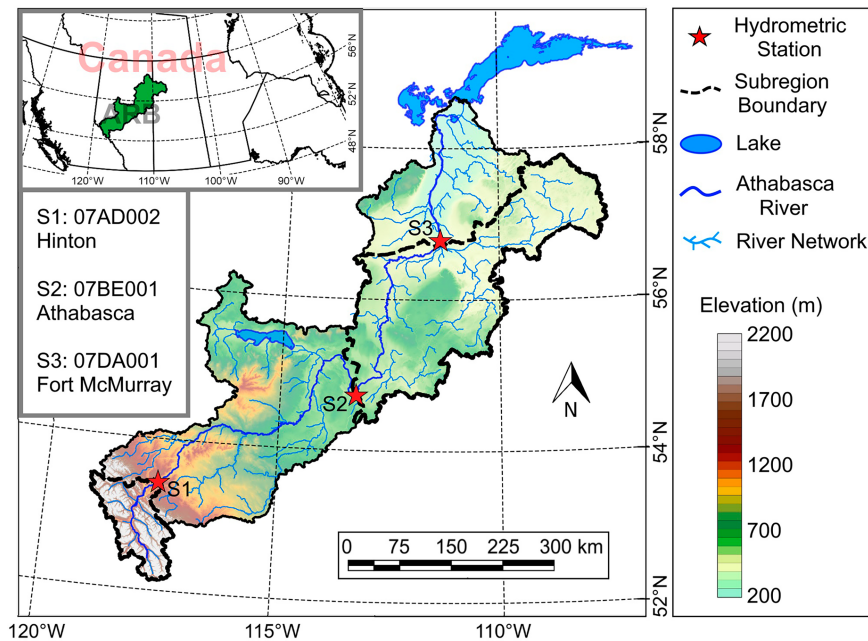 Canada
ARB
56°N
52°N
48°N
120°W
110°W
100°W
90°W
S1: 07AD002
Hinton
S2: 07BE001
Athabasca
S3: 07DA001
Fort McMurray
S3
S2
S1
N
0 75 150 225 300 km
58°N
56°N
54°N
52°N
120°W
115°W
110°W
Hydrometric
Station
Subregion
Boundary
Lake
Athabasca
River
River Network
Elevation (m)
2200
1700
1200
700
200